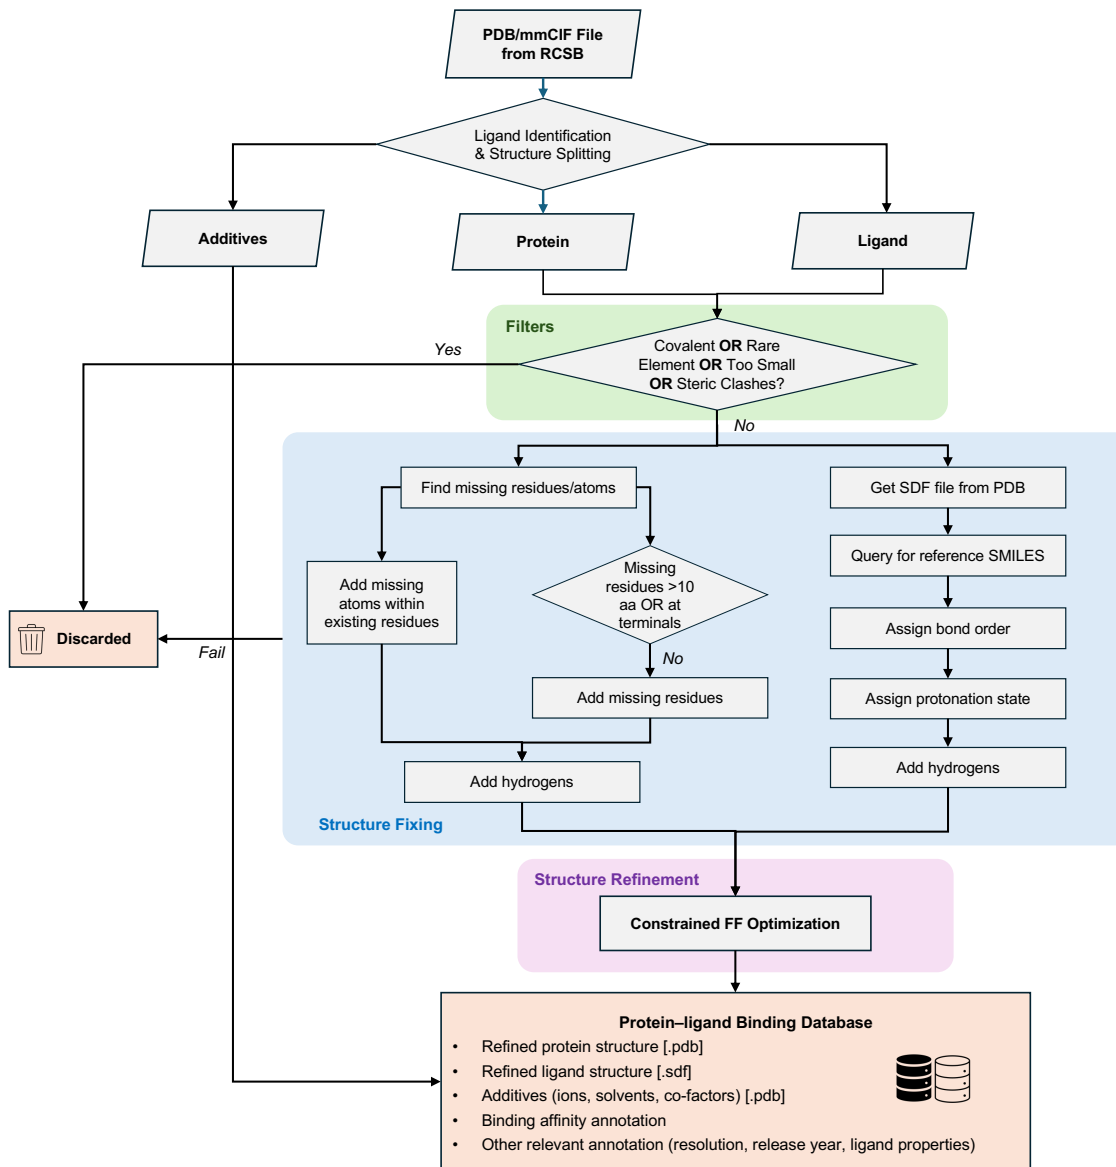 PDB/mmCIF File
from RCSB
Ligand Identification
& Structure Splitting
Additives
Protein
Ligand
Filters
Covalent OR Rare
Element OR Too Small
OR Steric Clashes?
Yes
No
Find missing residues/atoms
Get SDF file from PDB
Query for reference SMILES
Add missing
atoms within
existing residues
Missing
residues >10
aa OR at
terminals
Assign bond order
Discarded
Fail
No
Add missing residues
Assign protonation state
Add hydrogens
Add hydrogens
Structure Fixing
Structure Refinement
Constrained FF Optimization
Protein–ligand Binding Database
• Refined protein structure [.pdb]
• Refined ligand structure [.sdf]
• Additives (ions, solvents, co-factors) [.pdb]
• Binding affinity annotation
• Other relevant annotation (resolution, release year, ligand properties)